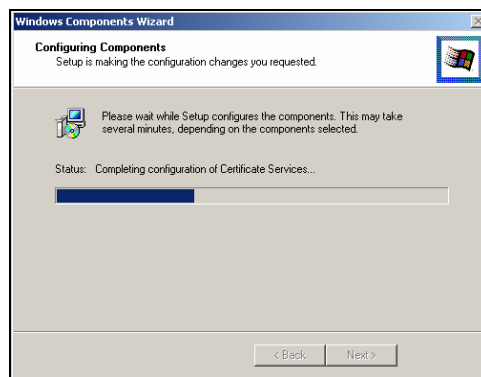 Windows Components Wizard
Configuring Components
Setup is making the configuration changes you requested.
Please wait while Setup configures the components. This may take
several minutes, depending on the components selected.
Status: Completing configuration of Certificate Services...
< Back Next >